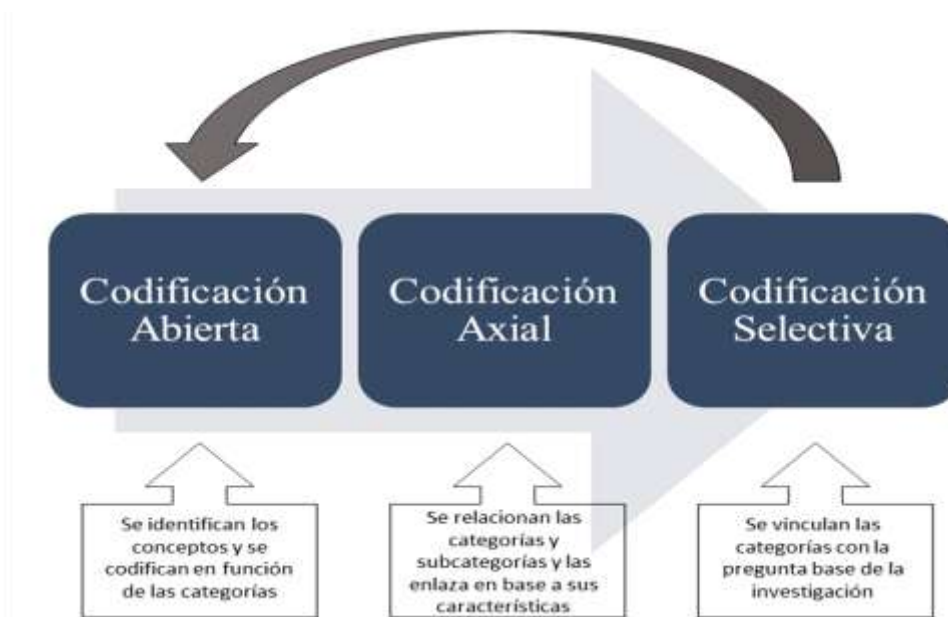 Codificación
Abierta
Codificación
Axial
Codificación
Selectiva
Se identifican los
conceptos y se
codifican en función
de las categorías
Se relacionan las
categorías y
subcategorías y las
enlaza en base a sus
características
Se vinculan las
categorías con la
pregunta base de la
investigación